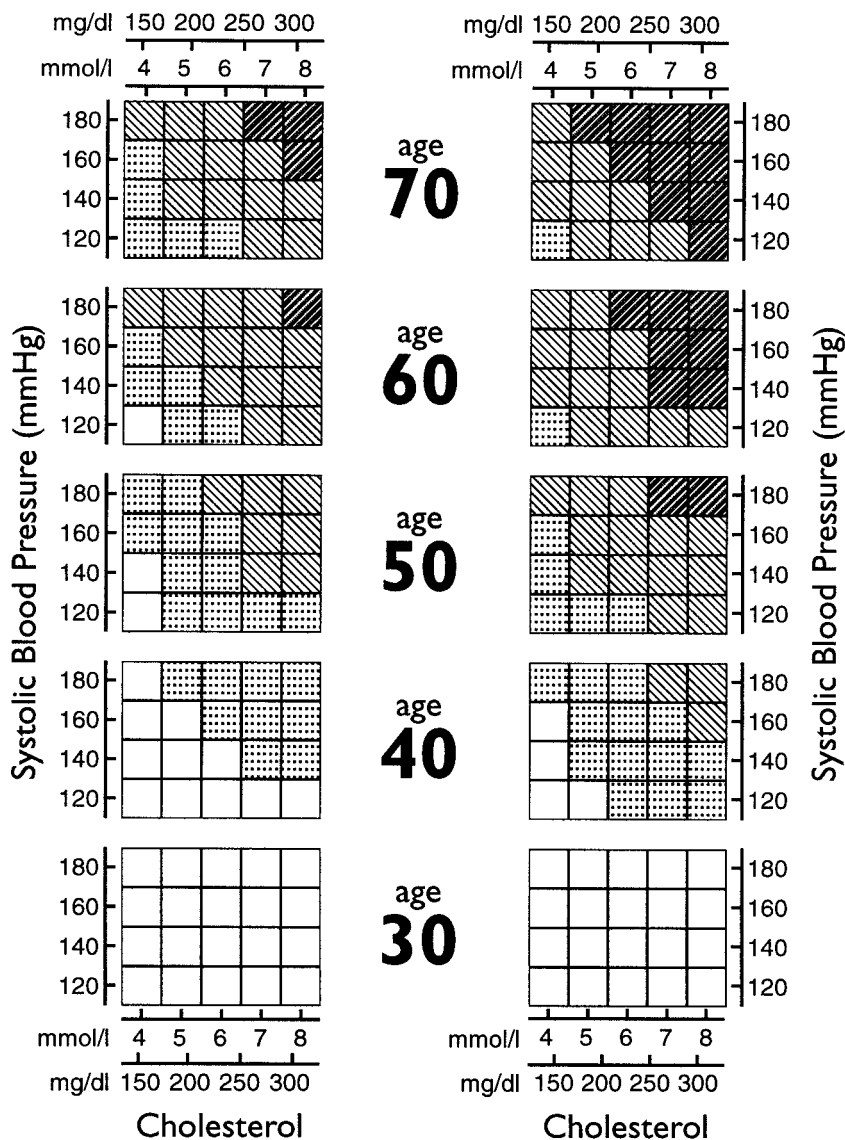 mg/dl 150 200 250 300 mg/dl 150 200 250 300
mmol/l 4 5 6 7 8 mmol/l 4 5 6 7 8
180 180
160 age 160
140 70 140
120 120
180 180
160 age 160
140 60 140
120 120
180 180
160 age 160
140 50 140
120 120
180 180
160 age 160
140 40 140
120 120
180 180
160 age 160
140 30 140
120 120
Systolic Blood Pressure (mmHg) Systolic Blood Pressure (mmHg)
mmol/l 4 5 6 7 8 mmol/l 4 5 6 7 8
mg/dl 150 200 250 300 mg/dl 150 200 250 300
Cholesterol Cholesterol